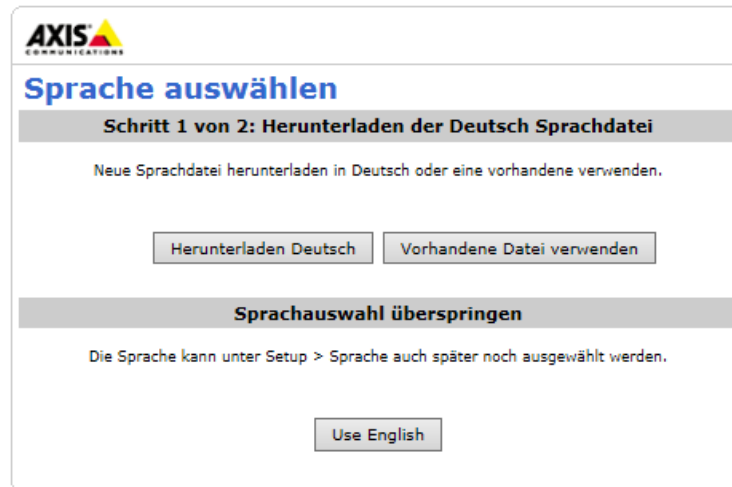 AXIS
COMMUNICATIONS
Sprache auswählen
Schritt 1 von 2: Herunterladen der Deutsch Sprachdatei
Neue Sprachdatei herunterladen in Deutsch oder eine vorhandene verwenden.
Herunterladen Deutsch Vorhandene Datei verwenden
Sprachauswahl überspringen
Die Sprache kann unter Setup > Sprache auch später noch ausgewählt werden.
Use English